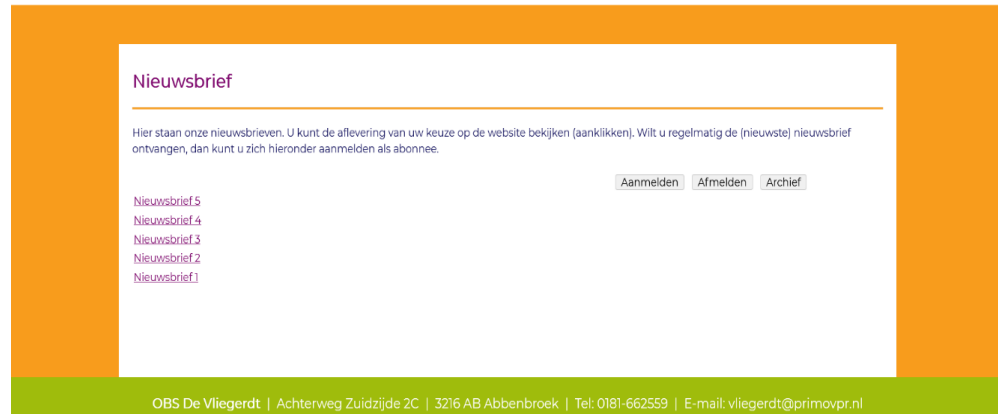 Nieuwsbrief
Hier staan onze nieuwsbrieven. U kunt de aflevering van uw keuze op de website bekijken (aanklikken). Wilt u regelmatig de (nieuwste) nieuwsbrief
ontvangen, dan kunt u zich hieronder aanmelden als abonnee.
Aanmelden Afmelden Archief
Nieuwsbrief 5
Nieuwsbrief 4
Nieuwsbrief 3
Nieuwsbrief 2
Nieuwsbrief 1
OBS De Vliegerdt | Achterweg Zuidzijde 2C | 3216 AB Abbenbroek | Tel: 0181-662559 | E-mail: vliegerdt@primovpr.nl